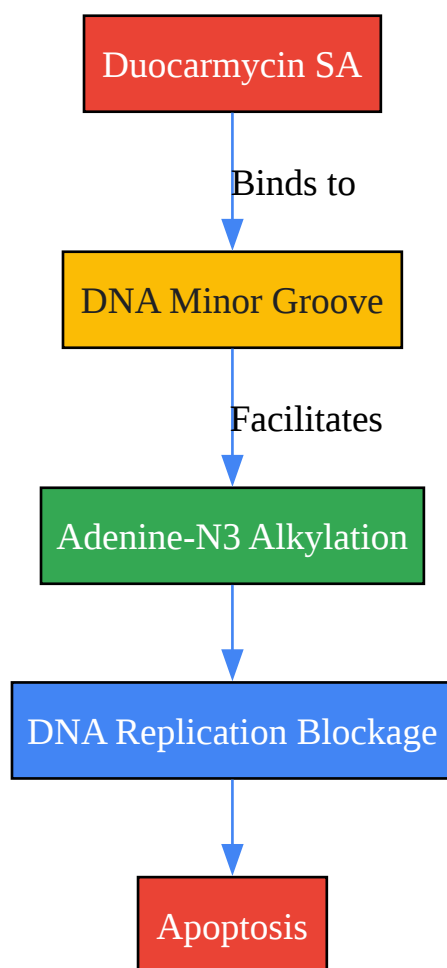 Duocarmycin SA
Binds to
DNA Minor Groove
Facilitates
Adenine-N3 Alkylation
DNA Replication Blockage
Apoptosis